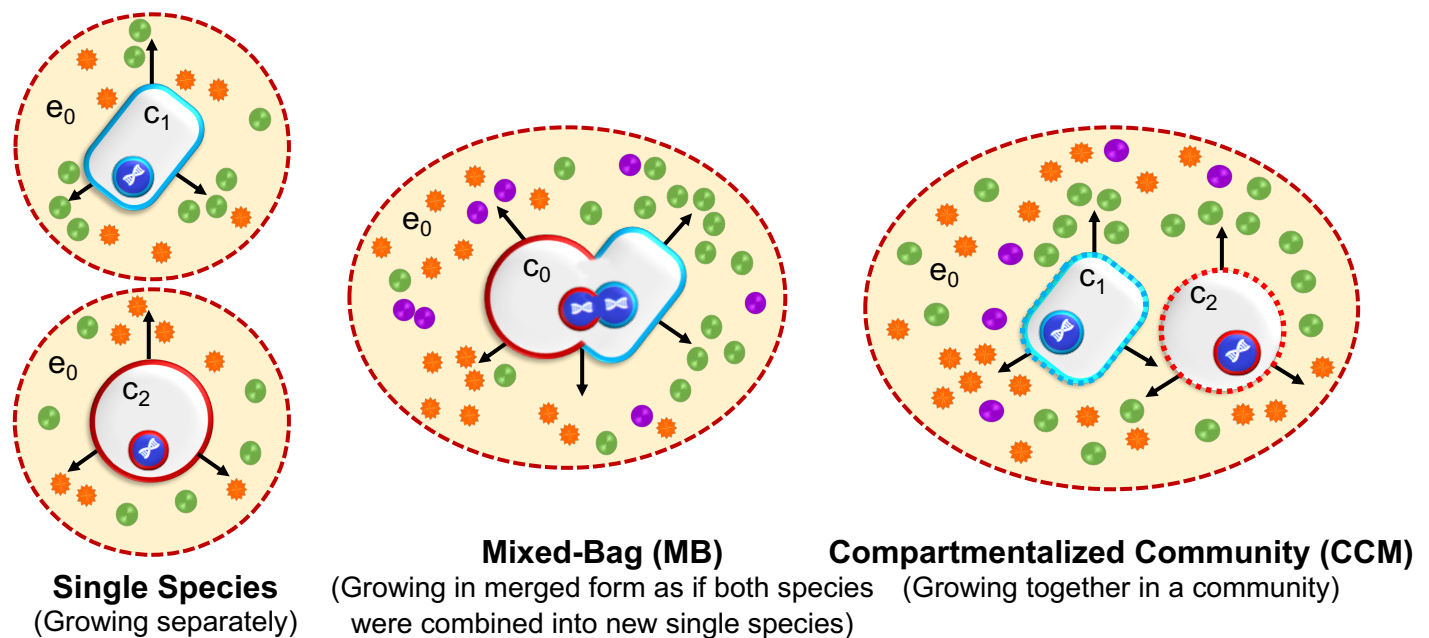 e0
c1
e0
c2
Single Species
(Growing separately)
e0
c0
Mixed-Bag (MB)
(Growing in merged form as if both species
were combined into new single species)
e0
c1
c2
Compartmentalized Community (CCM)
(Growing together in a community)